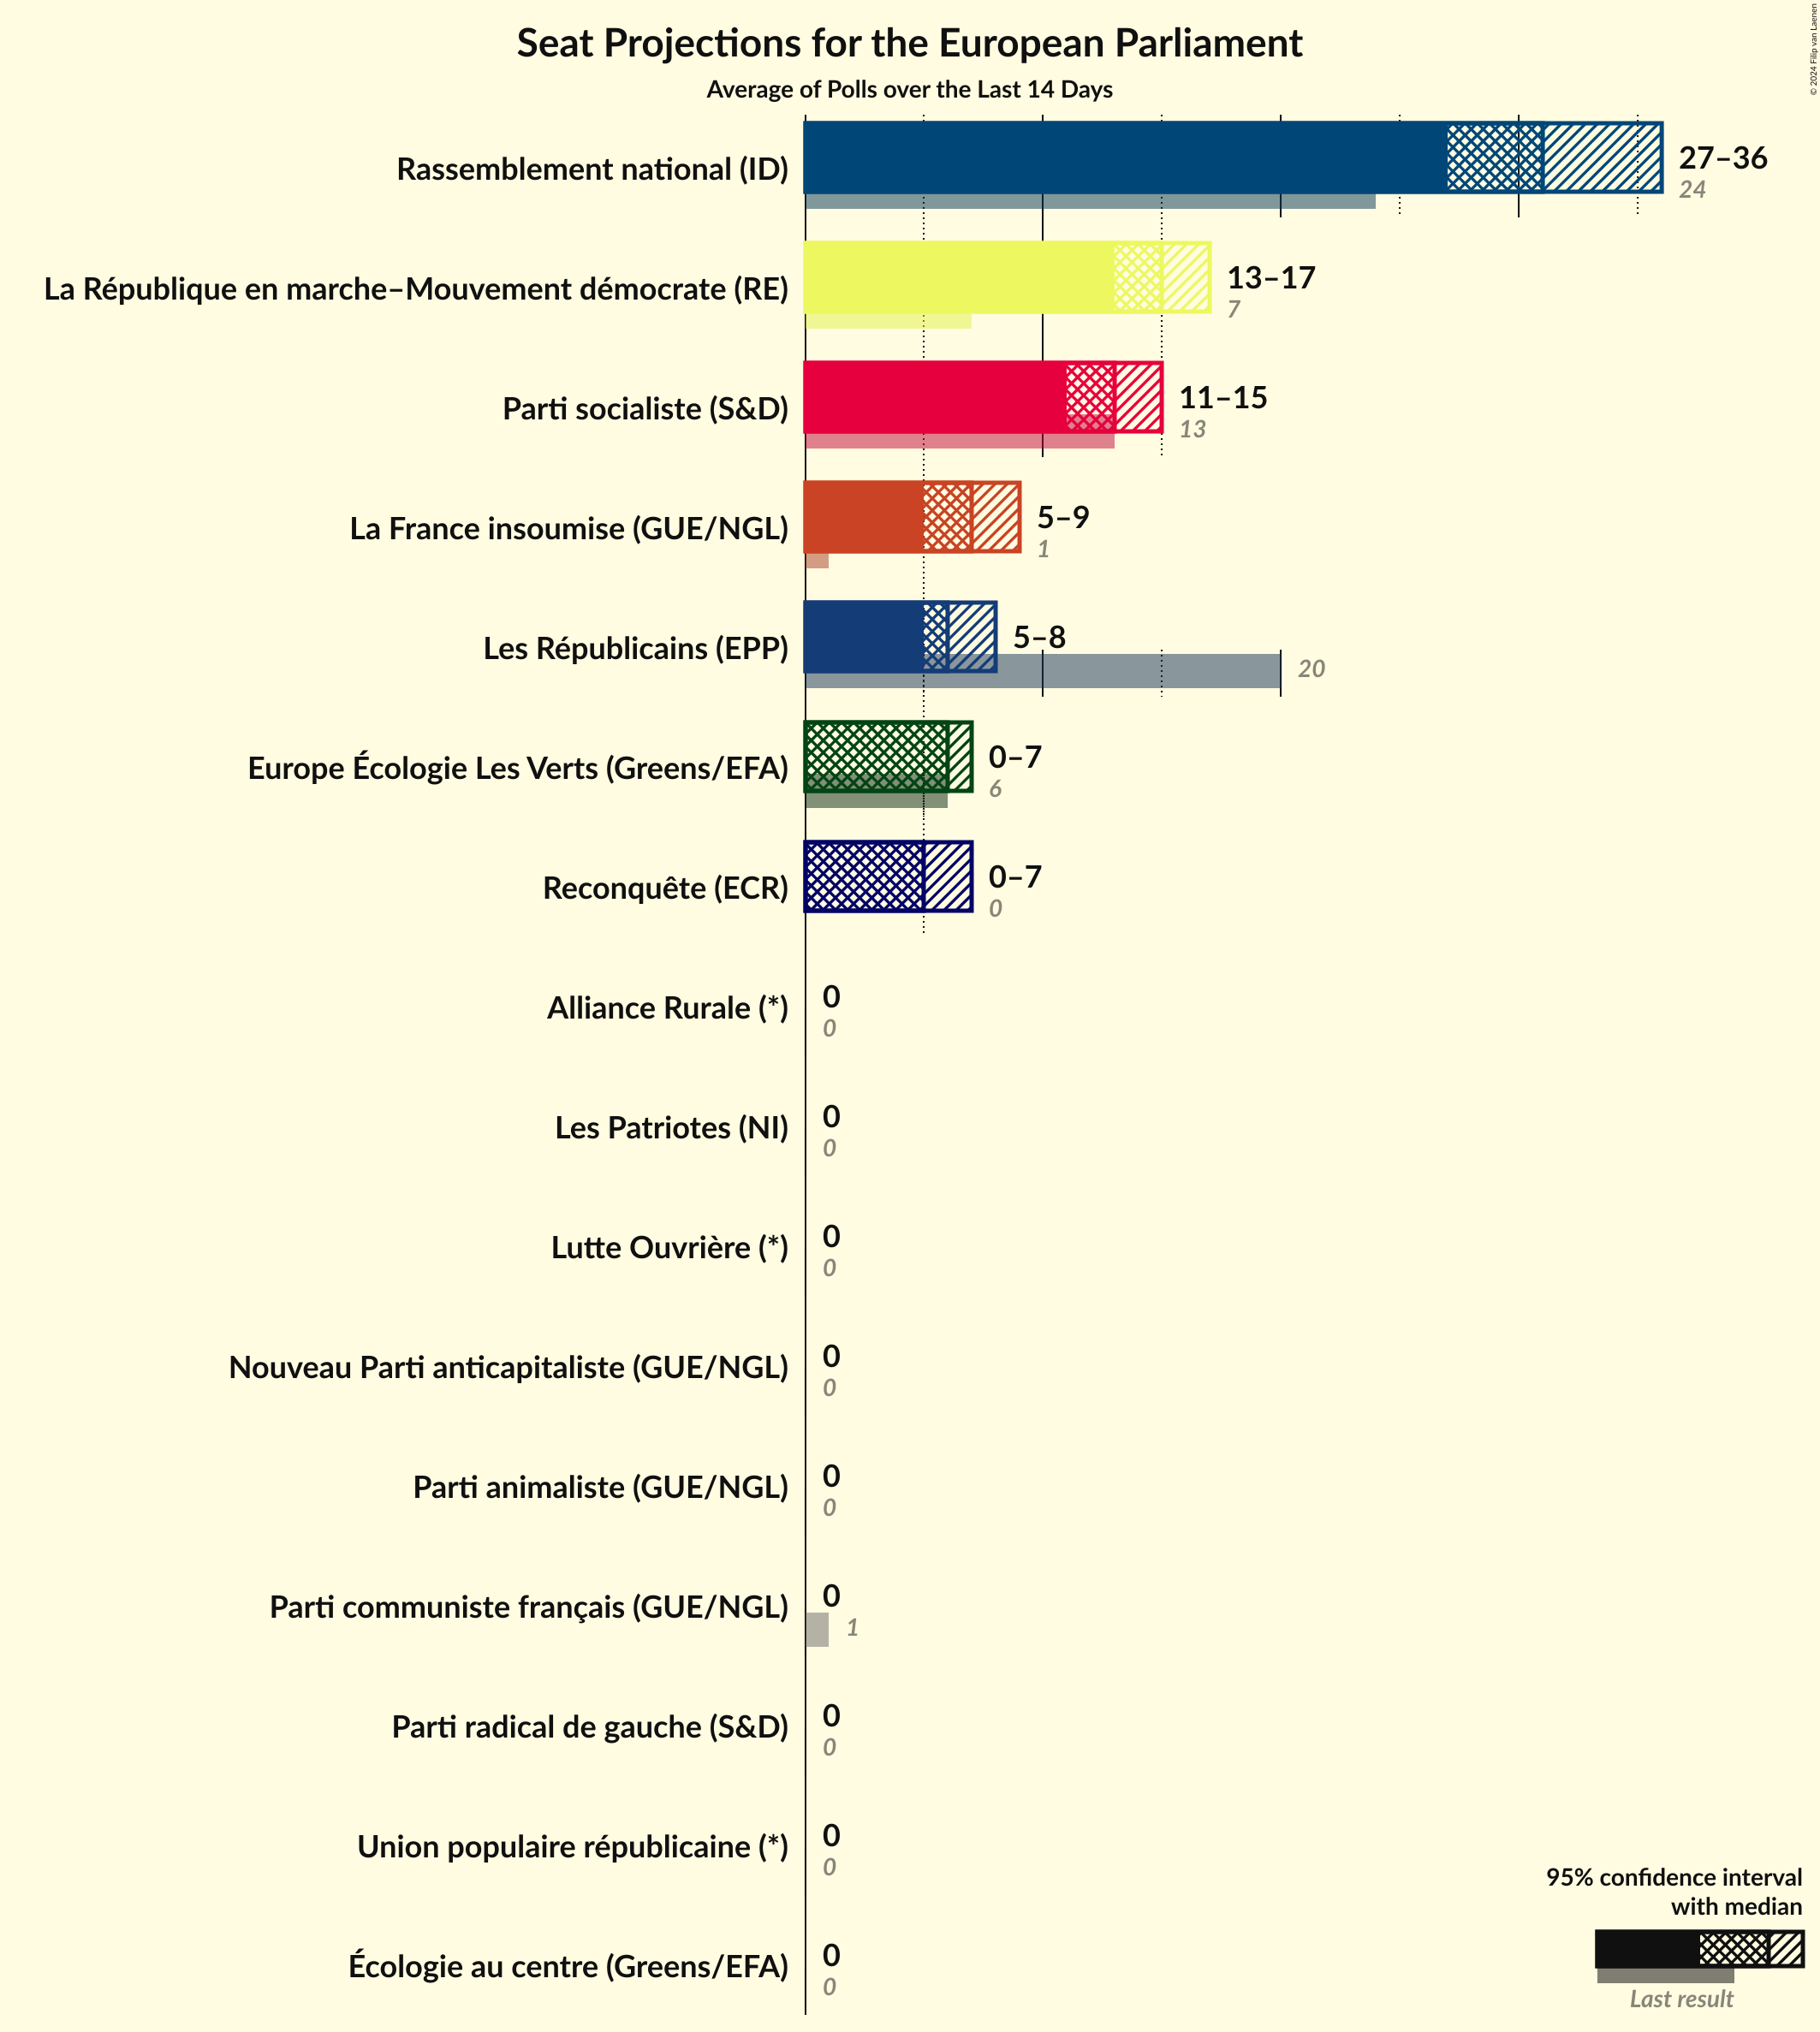 Seat Projections for the European Parliament
Average of Polls over the Last 14 Days
© 2024 Filip van Laenen
Rassemblement national (ID)
27–36
24
La République en marche–Mouvement démocrate (RE)
13–17
7
Parti socialiste (S&D)
11–15
13
La France insoumise (GUE/NGL)
5–9
1
Les Républicains (EPP)
5–8
20
Europe Écologie Les Verts (Greens/EFA)
0–7
6
Reconquête (ECR)
0–7
0
Alliance Rurale (*)
0
0
Les Patriotes (NI)
0
0
Lutte Ouvrière (*)
0
0
Nouveau Parti anticapitaliste (GUE/NGL)
0
0
Parti animaliste (GUE/NGL)
0
0
Parti communiste français (GUE/NGL)
0
1
Parti radical de gauche (S&D)
0
0
Union populaire républicaine (*)
0
0
Écologie au centre (Greens/EFA)
0
0
95% confidence interval
with median
Last result